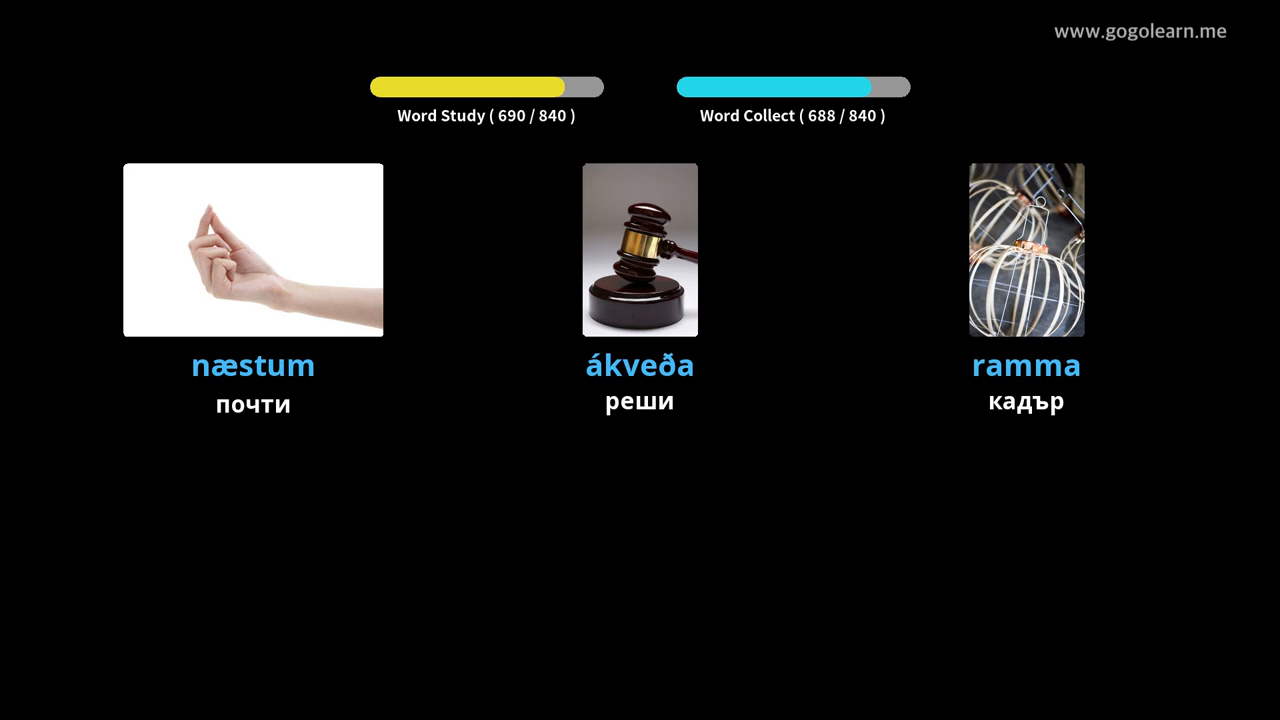 www.gogolearn.me
Word Study ( 690 / 840 )
Word Collect ( 688 / 840 )
næstum
ákveða
ramma
почти
реши
кадър